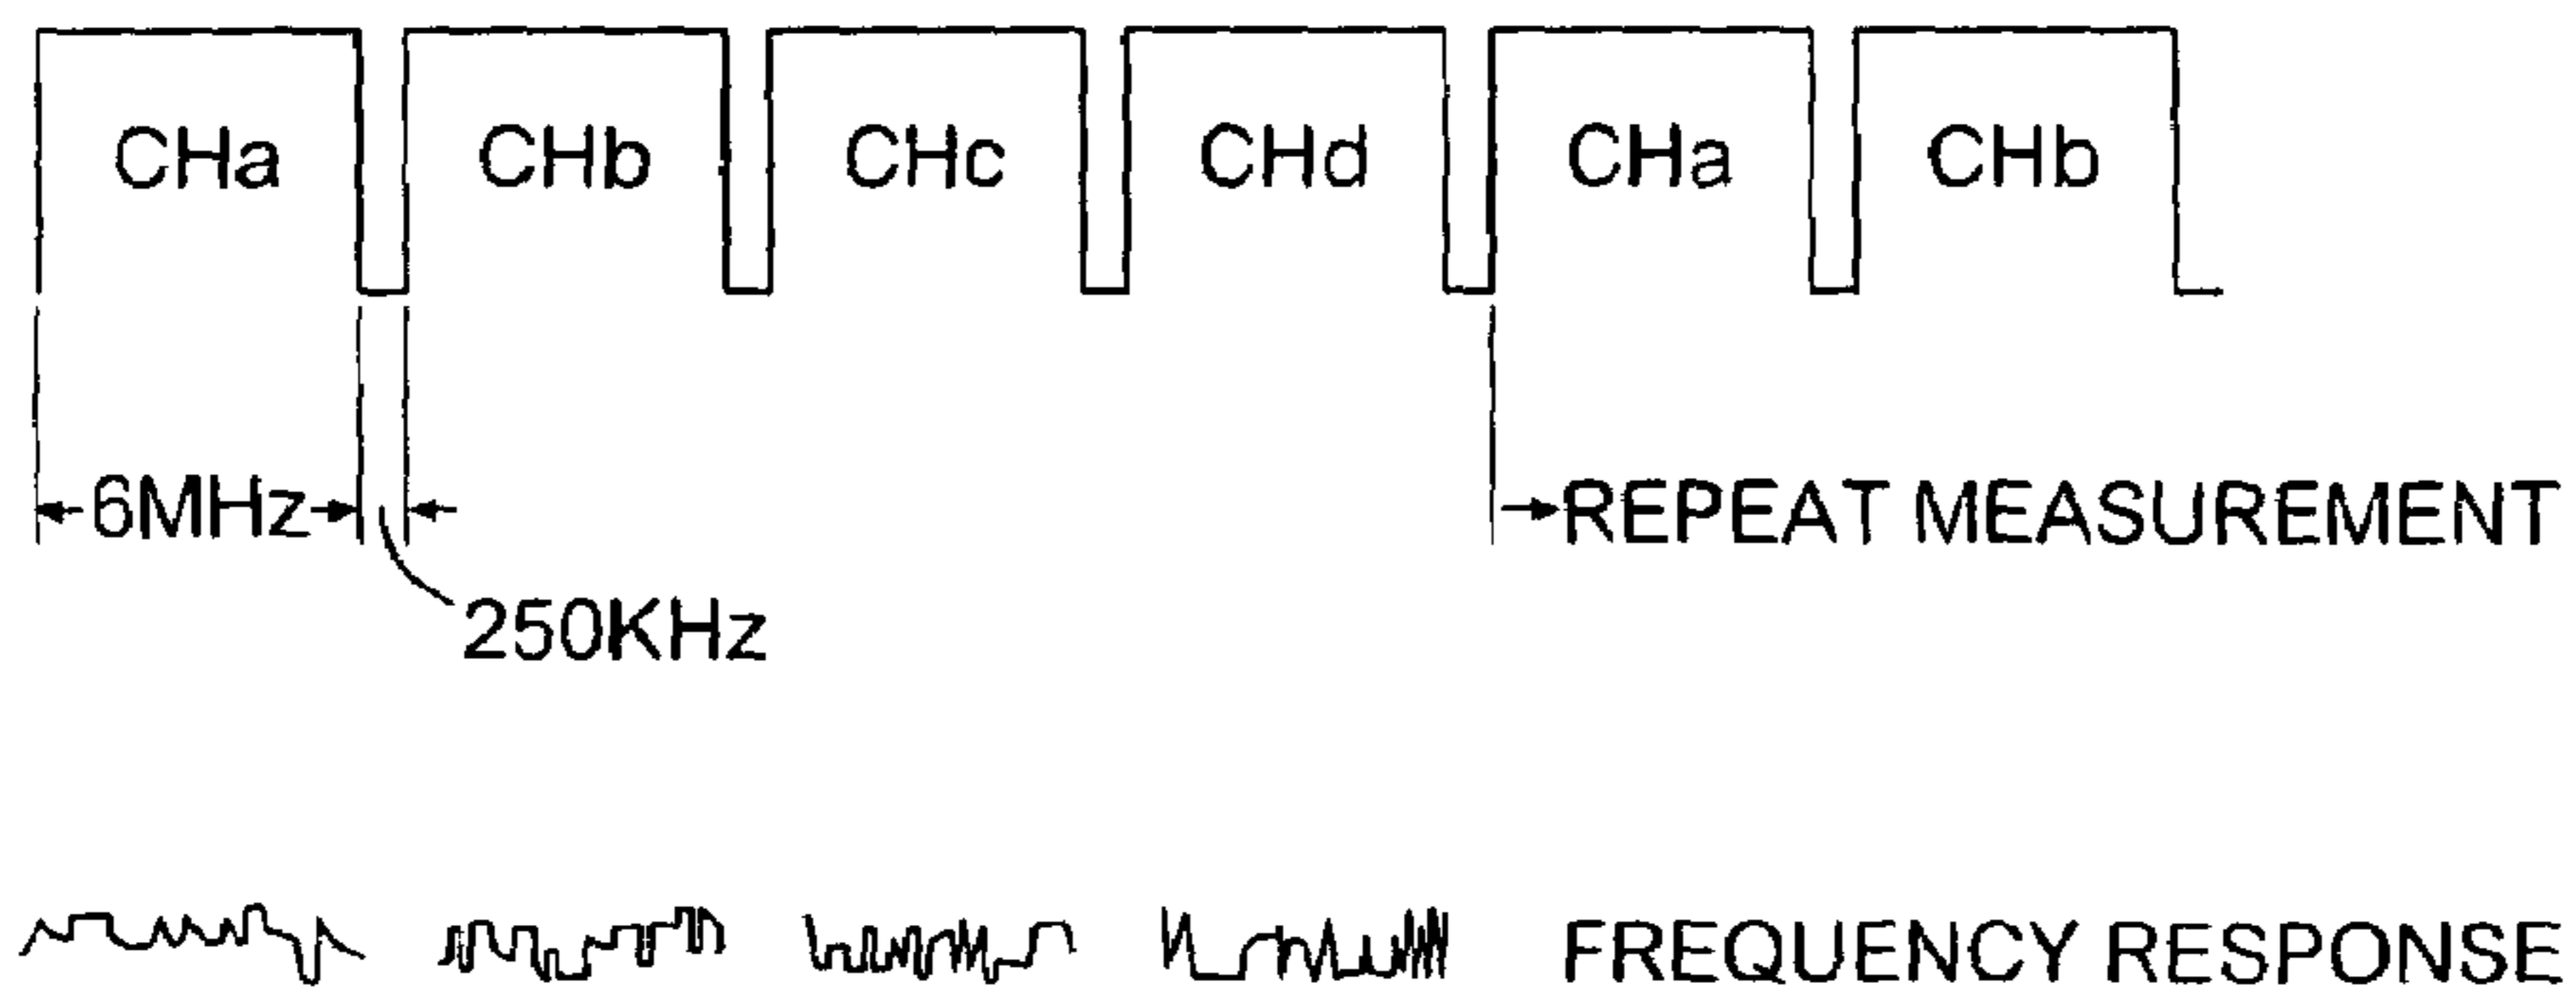 CHa CHb CHc CHd CHa CHb
6MHz REPEAT MEASUREMENT
250KHz
FREQUENCY RESPONSE